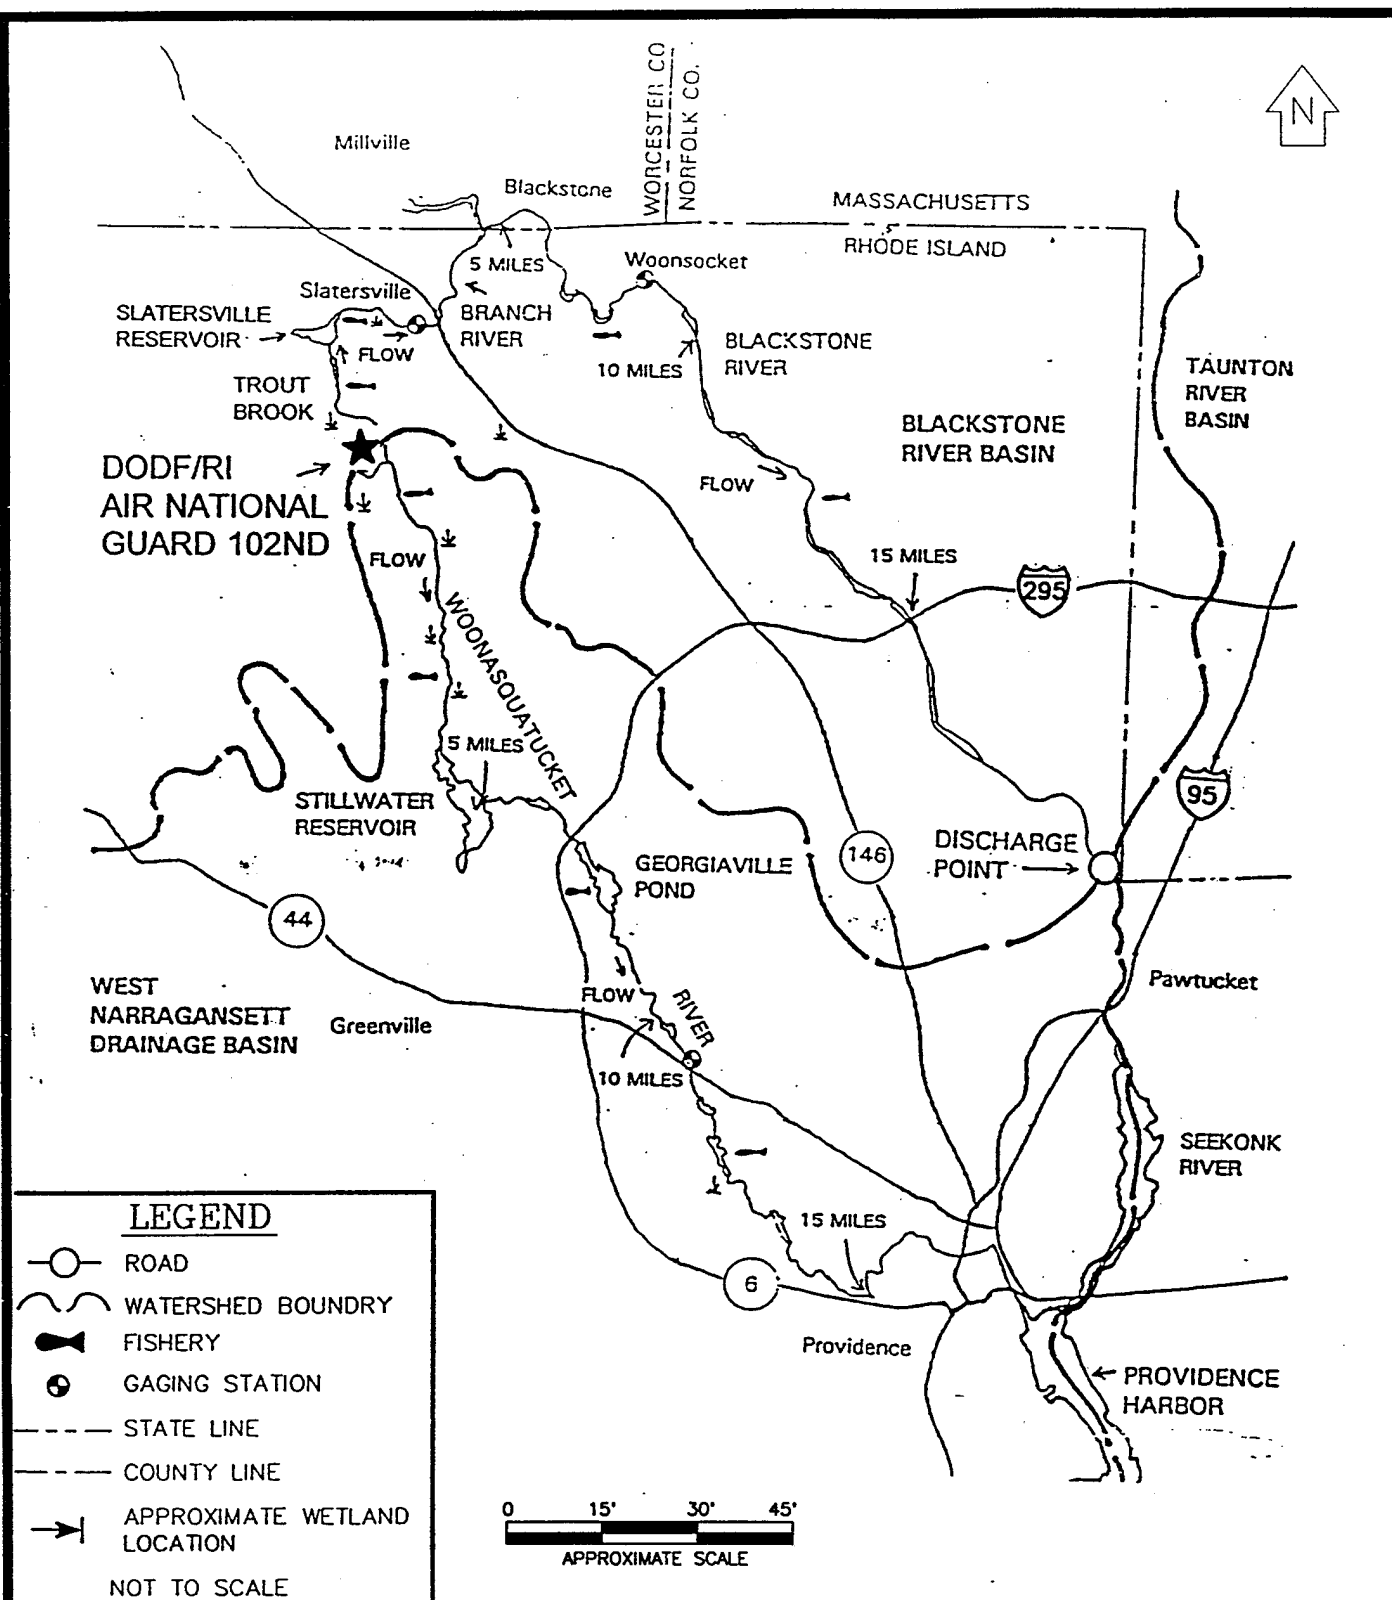 WORCESTER CO
NORFOLK CO.
N
Millville
Blackstone
MASSACHUSETTS
RHODE ISLAND
5 MILES
Woonsocket
Slatersville
SLATERSVILLE
RESERVOIR
BRANCH
RIVER
FLOW
10 MILES
BLACKSTONE
RIVER
TAUNTON
RIVER
BASIN
TROUT
BROOK
BLACKSTONE
RIVER BASIN
DODF/RI
AIR NATIONAL
GUARD 102ND
FLOW
FLOW
15 MILES
295
WOONASQUATUCKET
5 MILES
STILLWATER
RESERVOIR
95
146
DISCHARGE
POINT
GEORGIAVILLE
POND
44
WEST
NARRAGANSETT
DRAINAGE BASIN
Greenville
FLOW
RIVER
Pawtucket
10 MILES
SEEKONK
RIVER
15 MILES
6
Providence
PROVIDENCE
HARBOR
LEGEND
ROAD
WATERSHED BOUNDRY
FISHERY
GAGING STATION
STATE LINE
COUNTY LINE
APPROXIMATE WETLAND
LOCATION
NOT TO SCALE
0 15' 30' 45'
APPROXIMATE SCALE